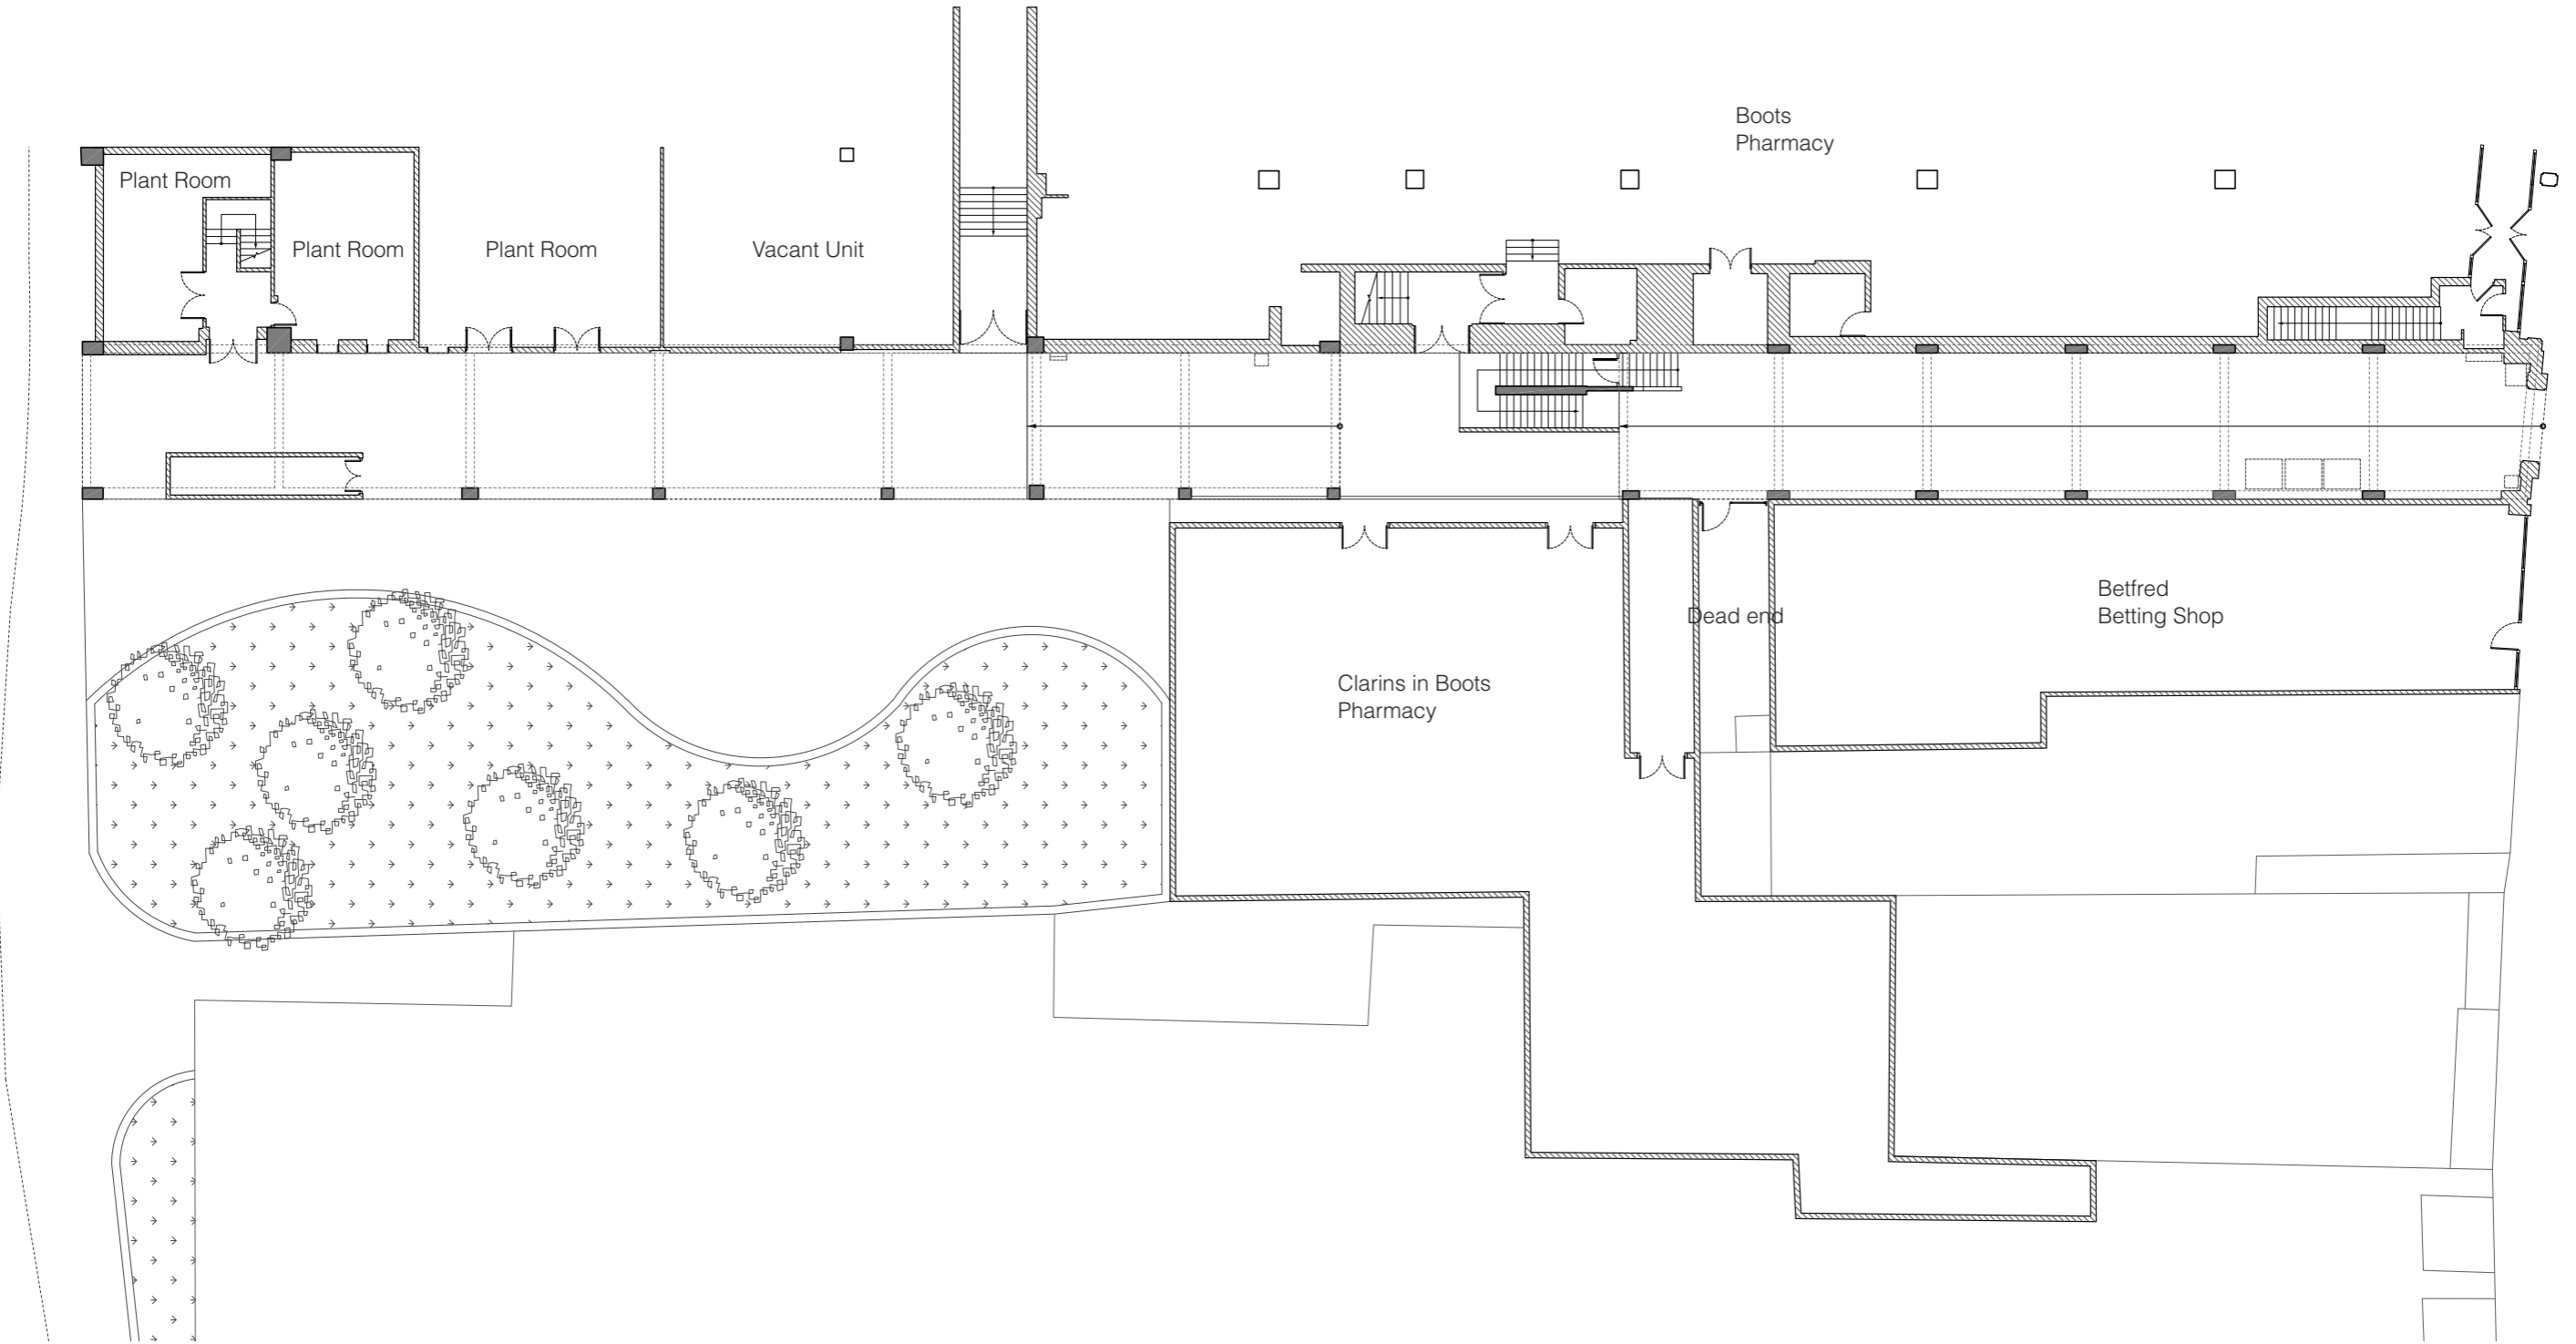 Boots
Pharmacy
Plant Room
Plant Room
Plant Room
Vacant Unit
Betfred
Betting Shop
Dead end
Clarins in Boots
Pharmacy